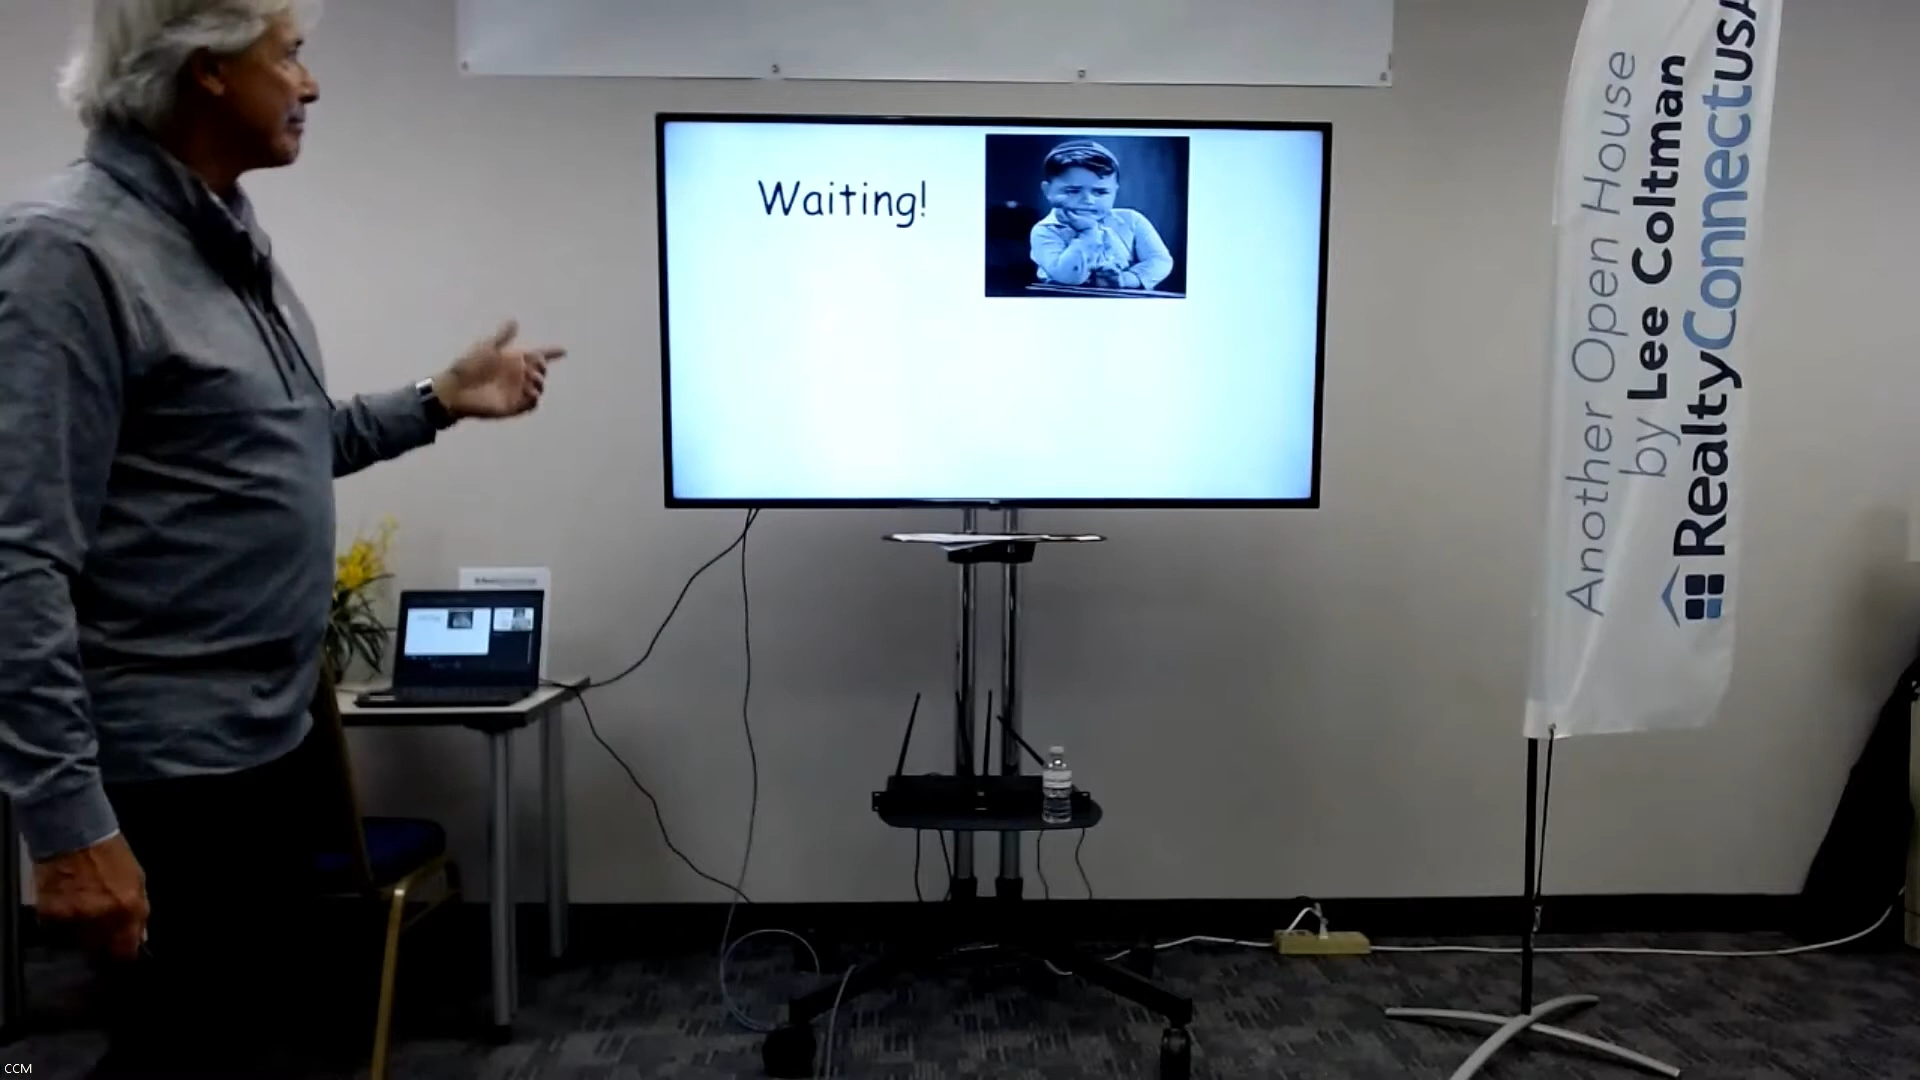 Waiting!
Another Open House
by Lee Coltman
RealtyConnectUSA
CCM